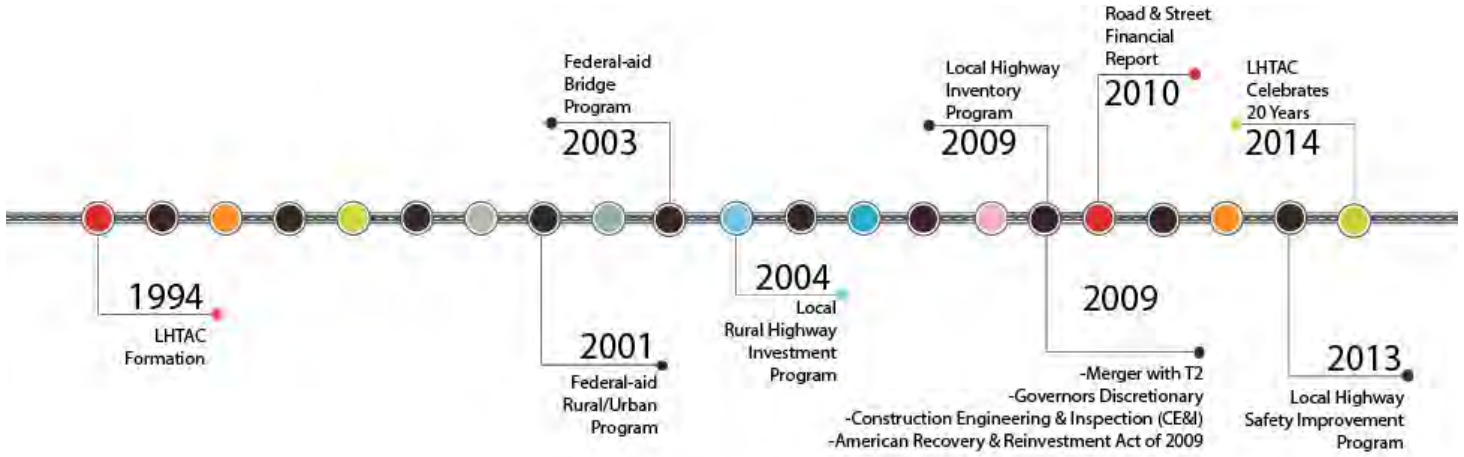 Federal-aid
Bridge
Program
2003
Local Highway
Inventory
Program
2009
Road & Street
Financial
Report
2010
LHTAC
Celebrates
20 Years
2014
1994
LHTAC
Formation
2001
Federal-aid
Rural/Urban
Program
2004
Local
Rural Highway
Investment
Program
2009
-Merger with T2
-Governors Discretionary
-Construction Engineering & Inspection (CE&I)
-American Recovery & Reinvestment Act of 2009
2013
Local Highway
Safety Improvement
Program